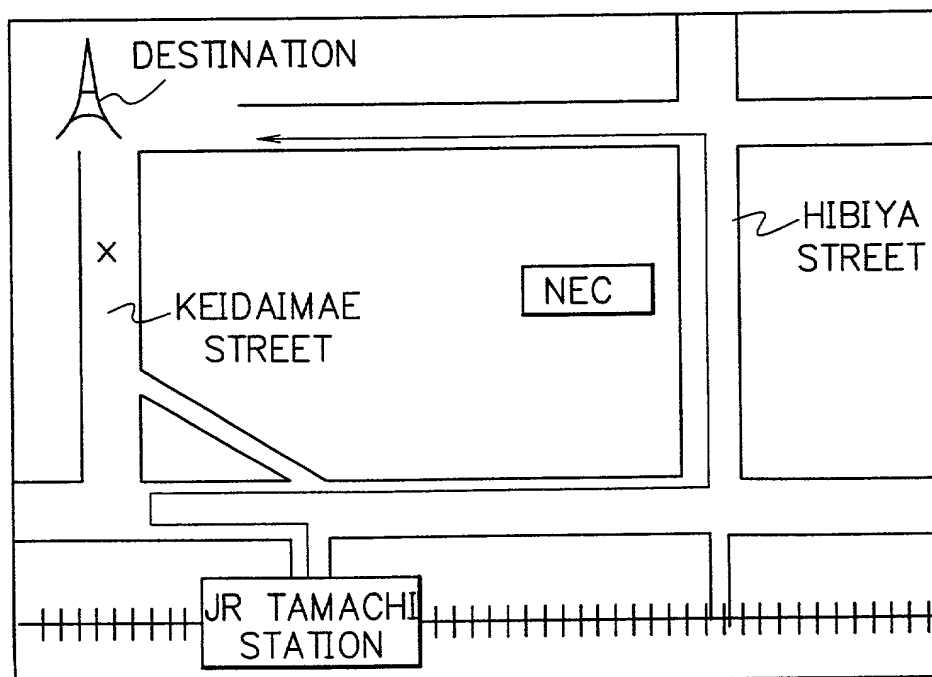 DESTINATION
HIBIYA
STREET
NEC
×
KEIDAIMAE
STREET
JR TAMACHI
STATION